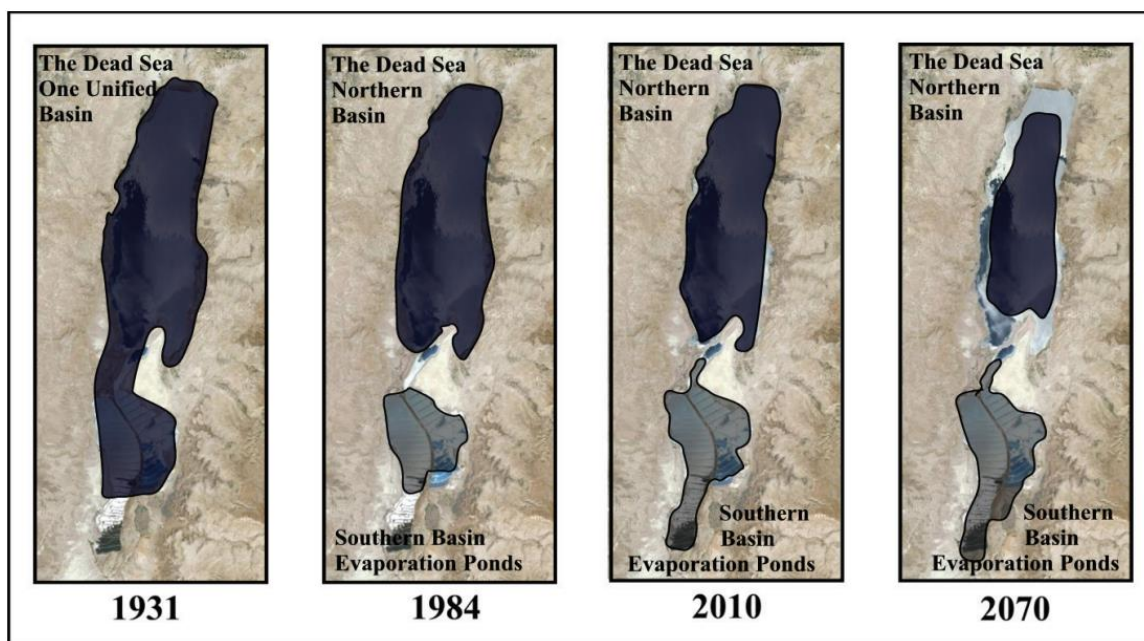 The Dead Sea
One Unified
Basin
The Dead Sea
Northern
Basin
Southern Basin
Evaporation Ponds
The Dead Sea
Northern
Basin
Southern
Basin
Evaporation Ponds
The Dead Sea
Northern
Basin
Southern
Basin
Evaporation Ponds
1931
1984
2010
2070